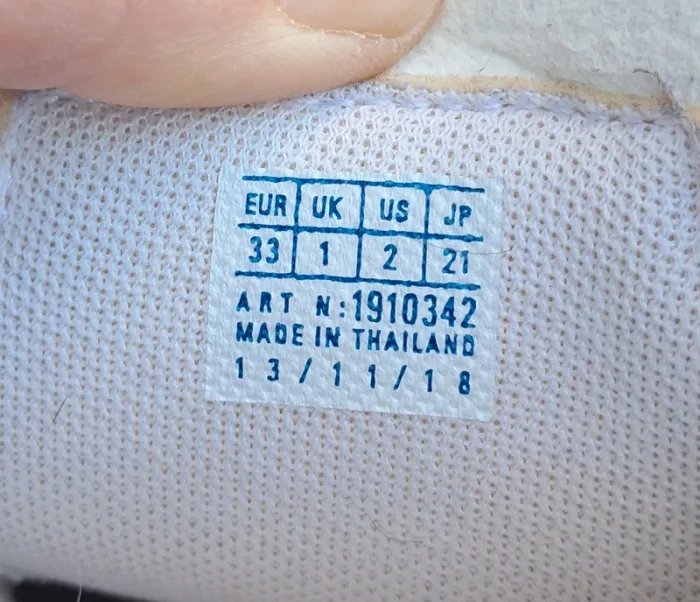 EUR UK US JP
33 1 2 21
ART N:1910342
MADE IN THAILAND
13/11/18